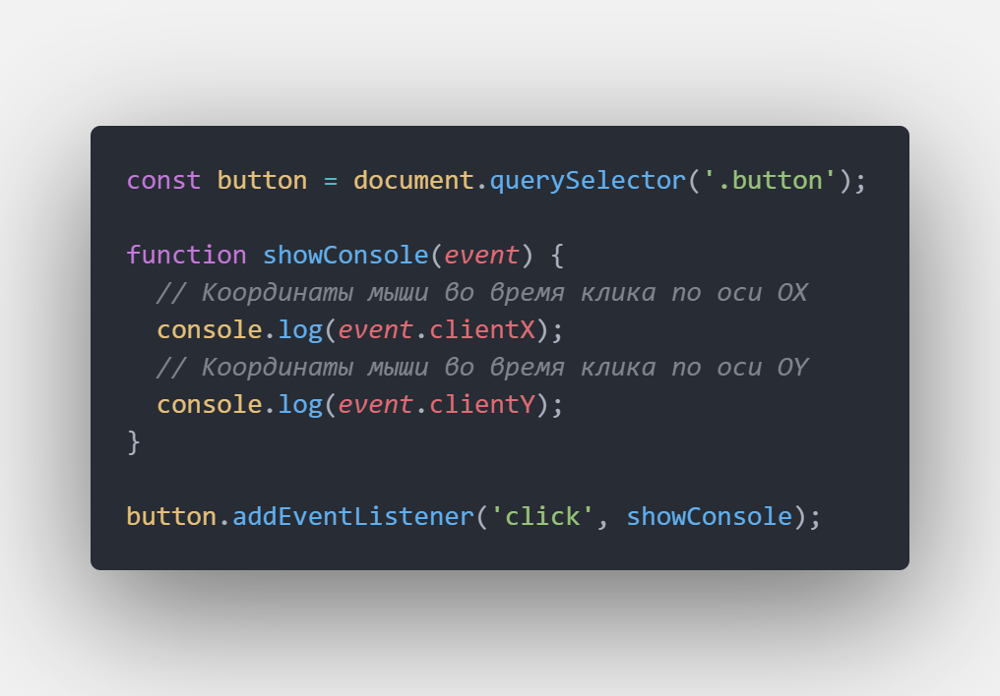 const button = document.querySelector('.button');
function showConsole(event) {
// Координаты мыши во время клика по оси OX
console.log(event.clientX);
// Координаты мыши во время клика по оси OY
console.log(event.clientY);
}
button.addEventListener('click', showConsole);